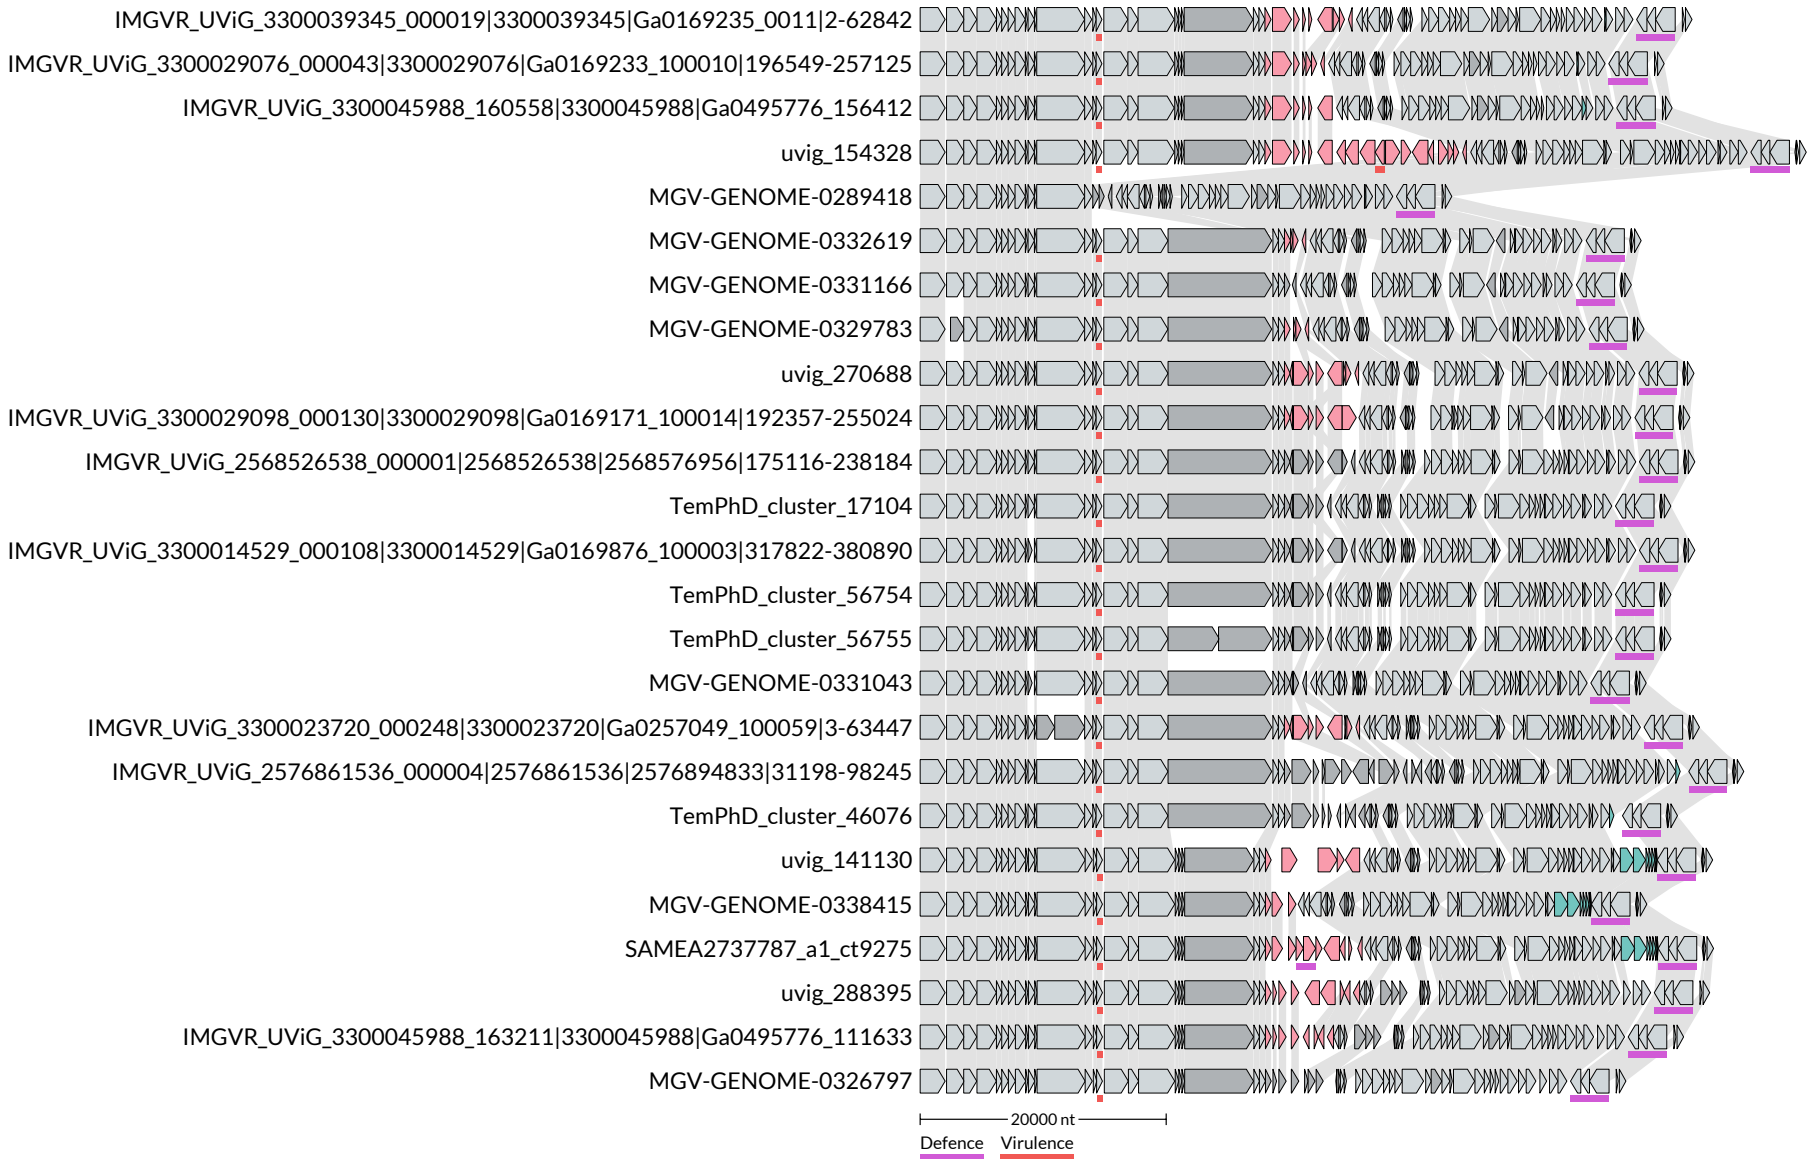 IMGVR_UViG_3300039345_000019|3300039345|Ga0169235_0011|2-62842
IMGVR_UViG_3300029076_000043|3300029076|Ga0169233_100010|196549-257125
IMGVR_UViG_3300045988_160558|3300045988|Ga0495776_156412
uvig_154328
MGV-GENOME-0289418
MGV-GENOME-0332619
MGV-GENOME-0331166
MGV-GENOME-0329783
uvig_270688
IMGVR_UViG_3300029098_000130|3300029098|Ga0169171_100014|192357-255024
IMGVR_UViG_2568526538_000001|2568526538|2568576956|175116-238184
TemPhD_cluster_17104
IMGVR_UViG_3300014529_000108|3300014529|Ga0169876_100003|317822-380890
TemPhD_cluster_56754
TemPhD_cluster_56755
MGV-GENOME-0331043
IMGVR_UViG_3300023720_000248|3300023720|Ga0257049_100059|3-63447
IMGVR_UViG_2576861536_000004|2576861536|2576894833|31198-98245
TemPhD_cluster_46076
uvig_141130
MGV-GENOME-0338415
SAMEA2737787_a1_ct9275
uvig_288395
IMGVR_UViG_3300045988_163211|3300045988|Ga0495776_111633
MGV-GENOME-0326797
20000 nt
Defence Virulence